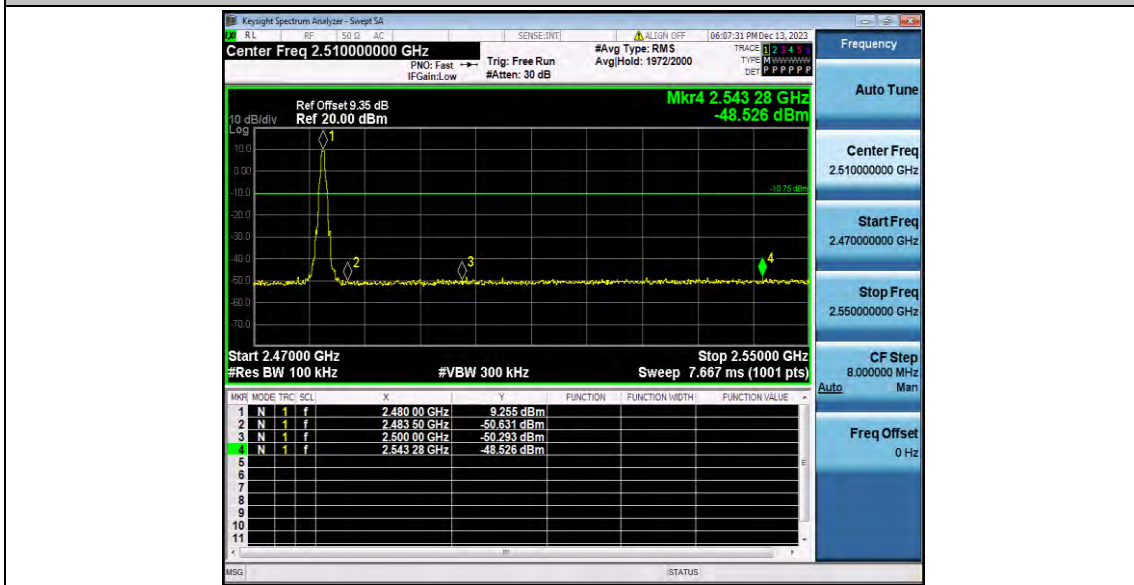 Keysight Spectrum Analyzer - Swept SA
RL RF 50 Ω AC SENSE:INT ALIGN OFF 06:07:31 PM Dec 13, 2023
Center Freq 2.510000000 GHz
PNO: Fast
IFGain:Low
Trig: Free Run
#Atten: 30 dB
#Avg Type: RMS
Avg|Hold: 1972/2000
TRACE 1 2 3 4 5 6
TYPE M
DET P P P P P P
Mkr4 2.543 28 GHz
-48.526 dBm
Ref Offset 9.35 dB
10 dB/div Ref 20.00 dBm
Log
10.0
0.00
-10.0
-20.0
-30.0
-40.0
-50.0
-60.0
-70.0
1
2
3
4
-10.75 dBm
Start 2.47000 GHz Stop 2.55000 GHz
#Res BW 100 kHz #VBW 300 kHz Sweep 7.667 ms (1001 pts)
MKR MODE TRC SCL X Y FUNCTION FUNCTION WIDTH FUNCTION VALUE
1 N 1 f 2.480 00 GHz 9.255 dBm
2 N 1 f 2.483 50 GHz -50.631 dBm
3 N 1 f 2.500 00 GHz -50.293 dBm
4 N 1 f 2.543 28 GHz -48.526 dBm
5
6
7
8
9
10
11
MSG STATUS
Frequency
Auto Tune
Center Freq
2.510000000 GHz
Start Freq
2.470000000 GHz
Stop Freq
2.550000000 GHz
CF Step
8.000000 MHz
Auto Man
Freq Offset
0 Hz